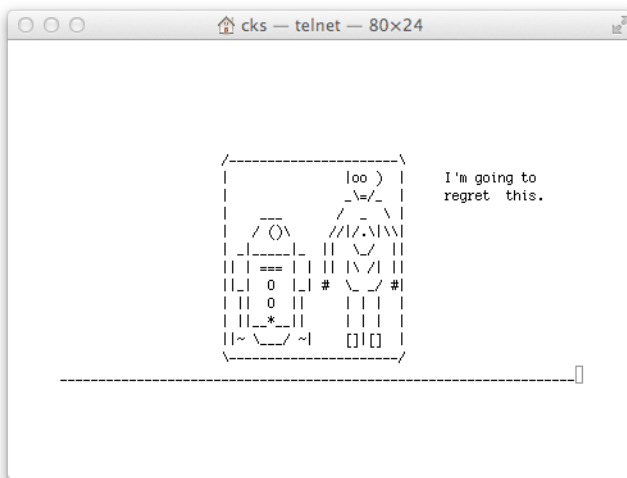 cks — telnet — 80×24
I'm going to
regret  this.